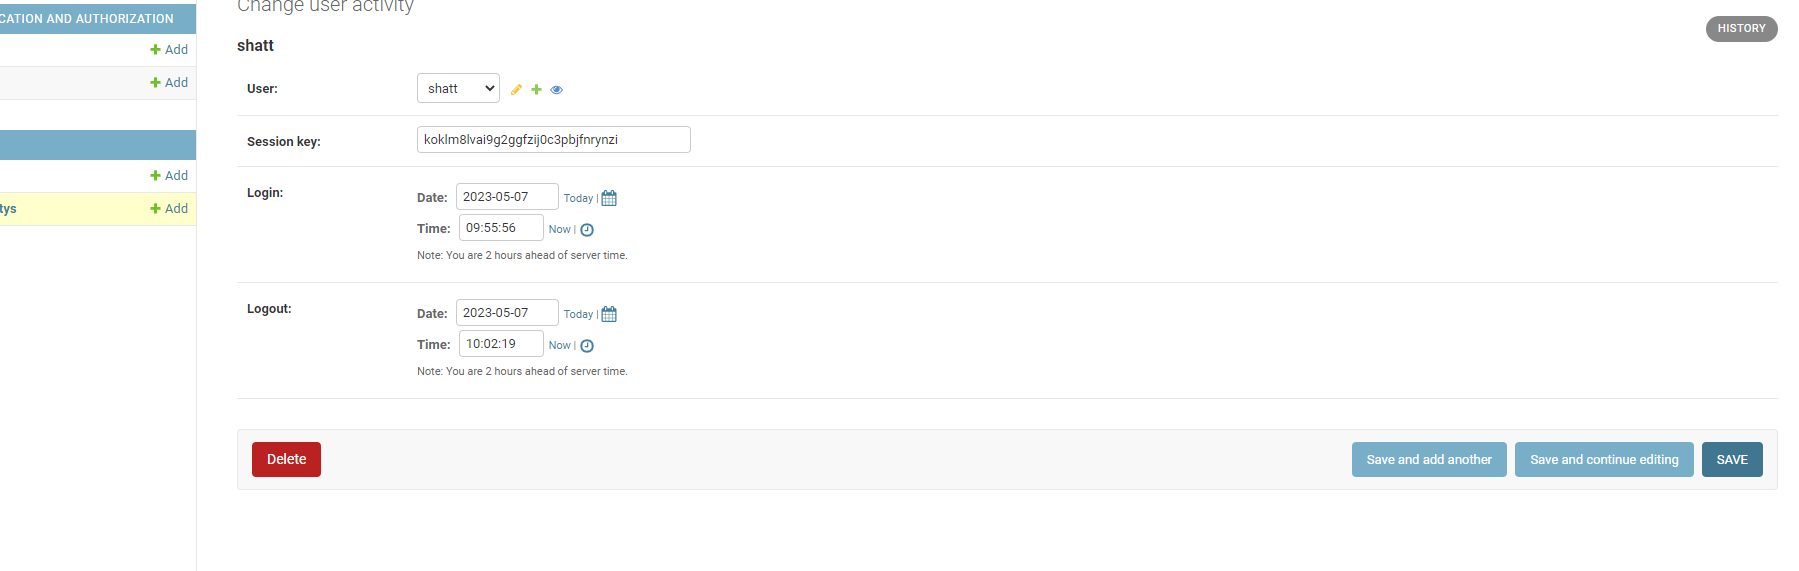 CATION AND AUTHORIZATION
Add
Add
Add
tys Add
Change user activity
HISTORY
shatt
User: shatt
Session key: koklm8lvai9g2ggfzij0c3pbjfnrynzi
Login: Date: 2023-05-07 Today |
Time: 09:55:56 Now |
Note: You are 2 hours ahead of server time.
Logout: Date: 2023-05-07 Today |
Time: 10:02:19 Now |
Note: You are 2 hours ahead of server time.
Delete Save and add another Save and continue editing SAVE